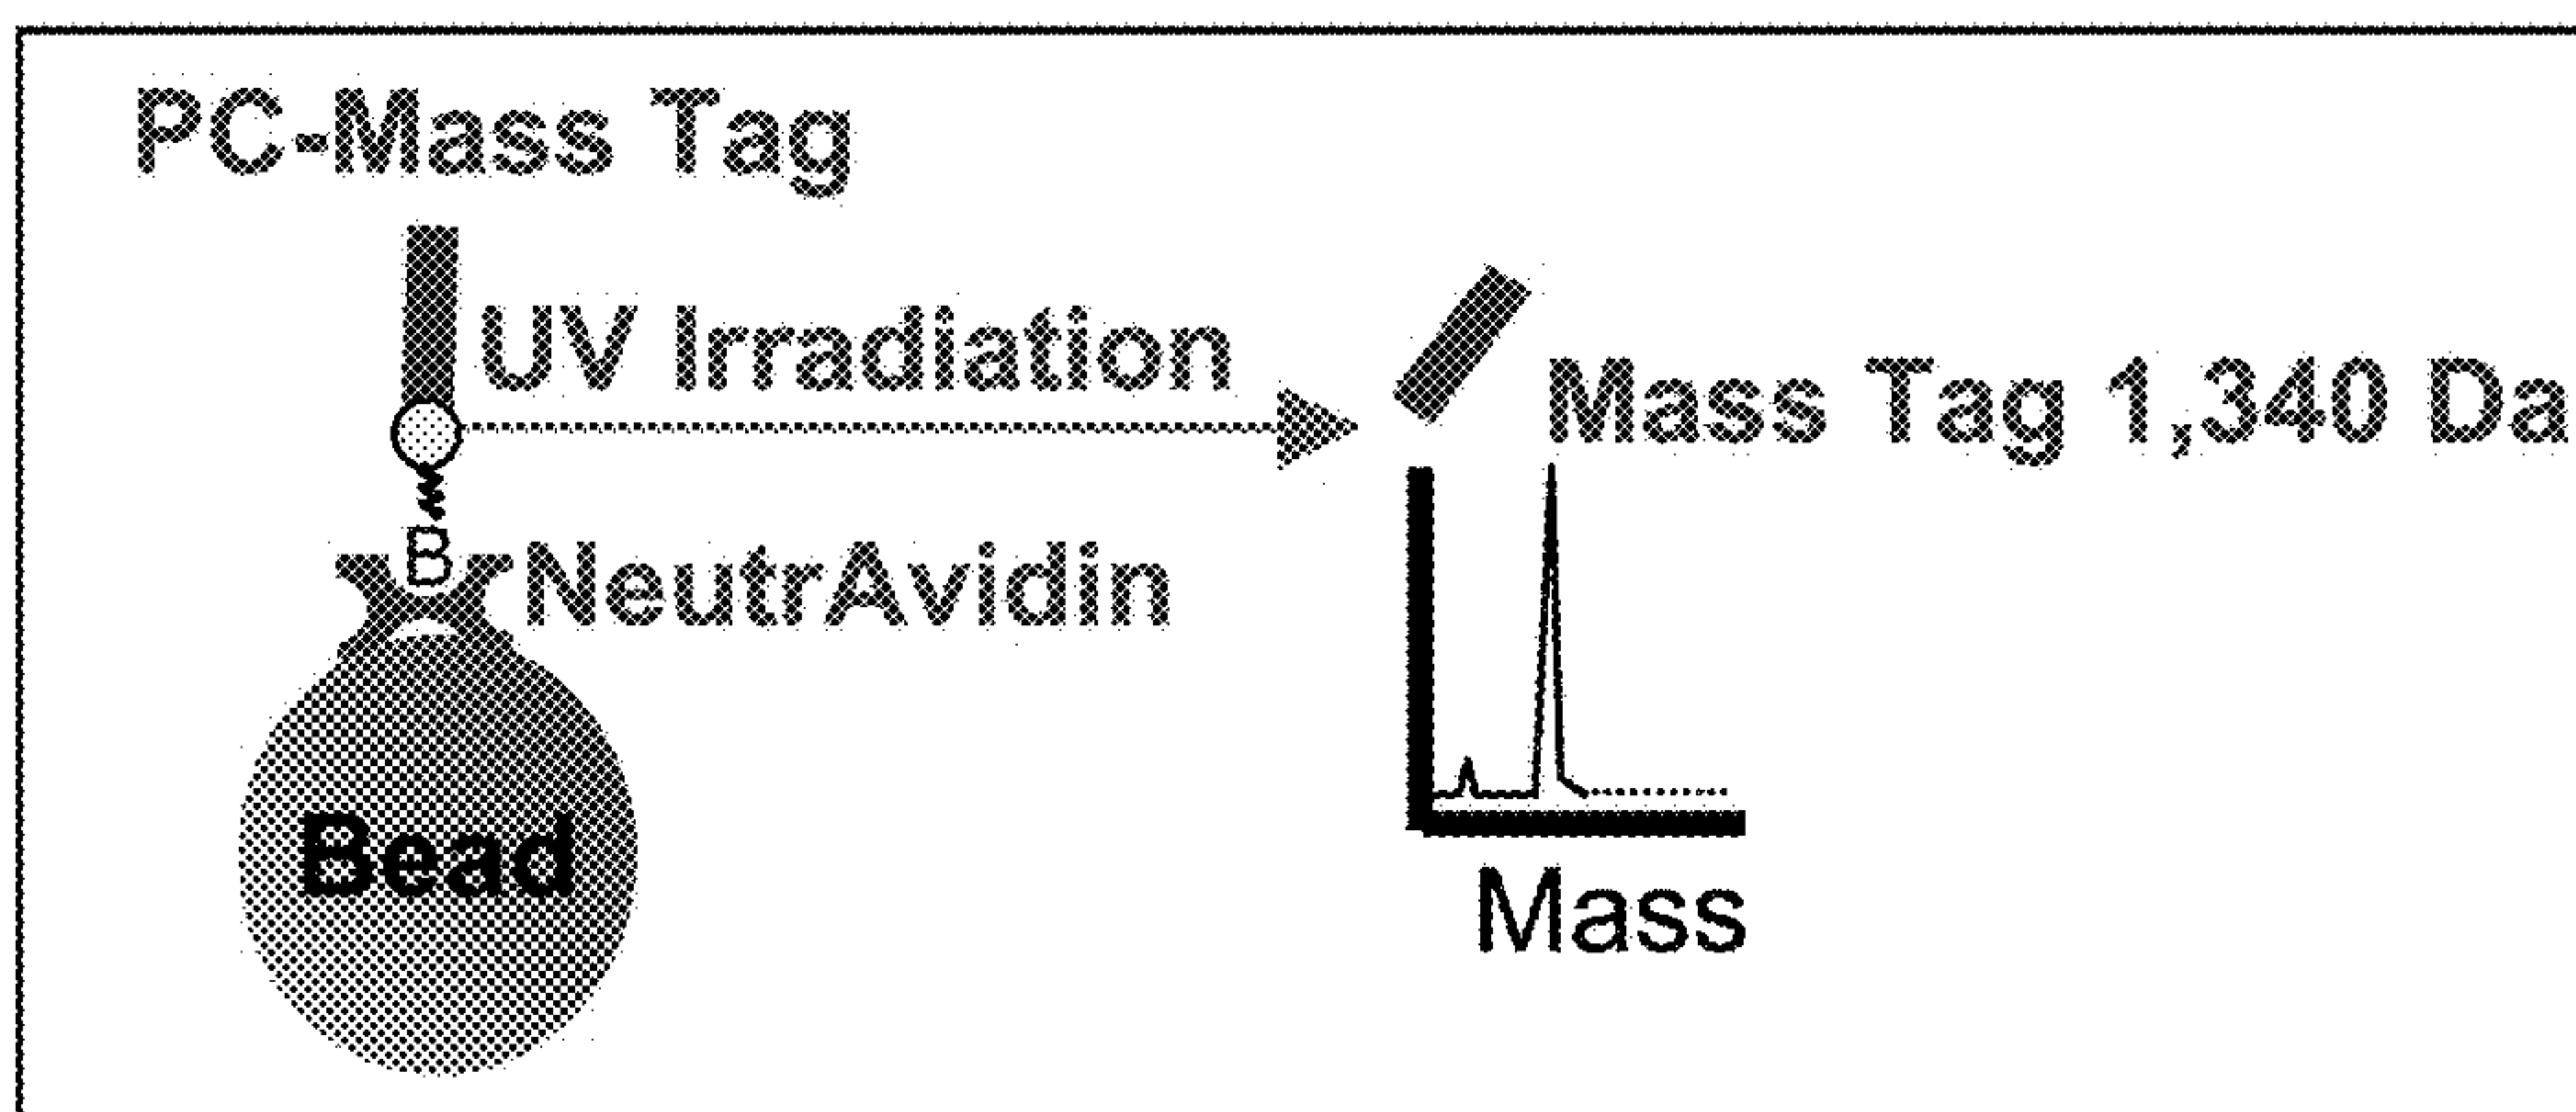 PC-Mass Tag
UV Irradiation
Mass Tag 1,340 Da
B
NeutrAvidin
Bead
Mass